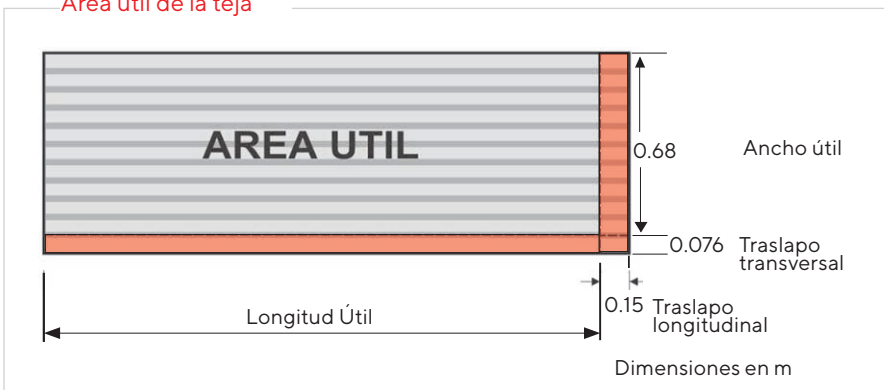 Area útil de la teja
AREA UTIL
0.68
Ancho útil
0.076
Traslapo
transversal
Longitud Útil
0.15
Traslapo
longitudinal
Dimensiones en m